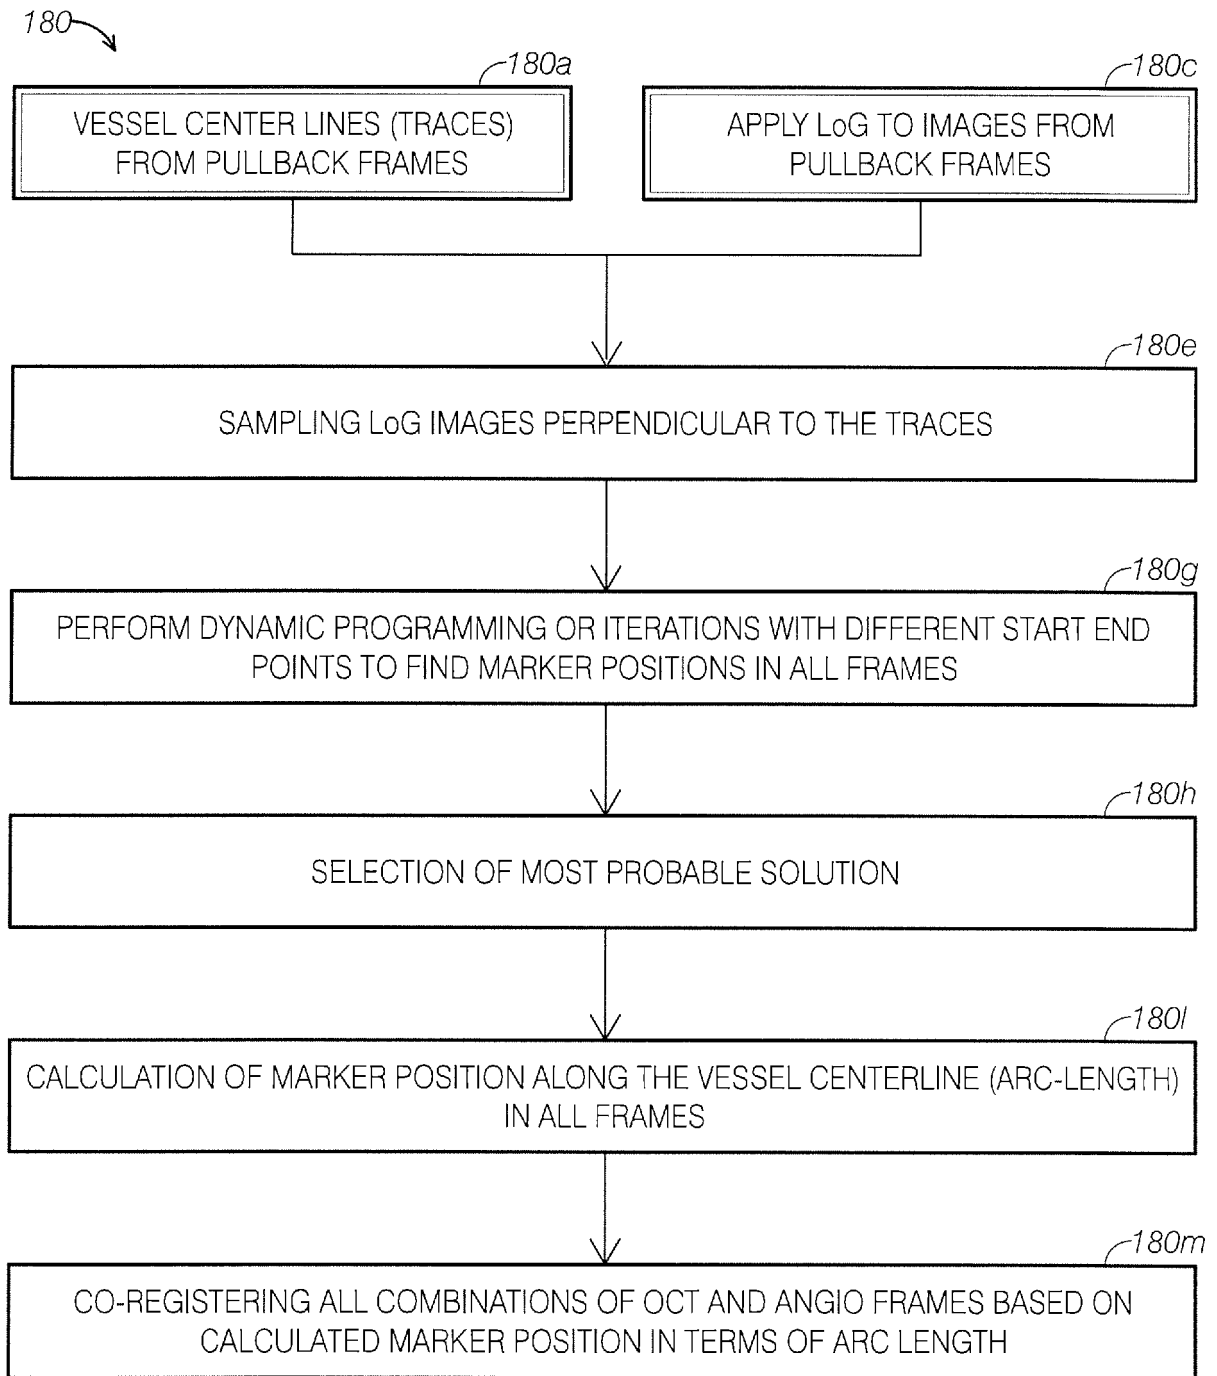 180
180a
VESSEL CENTER LINES (TRACES)
FROM PULLBACK FRAMES
180c
APPLY LoG TO IMAGES FROM
PULLBACK FRAMES
180e
SAMPLING LoG IMAGES PERPENDICULAR TO THE TRACES
180g
PERFORM DYNAMIC PROGRAMMING OR ITERATIONS WITH DIFFERENT START END
POINTS TO FIND MARKER POSITIONS IN ALL FRAMES
180h
SELECTION OF MOST PROBABLE SOLUTION
180l
CALCULATION OF MARKER POSITION ALONG THE VESSEL CENTERLINE (ARC-LENGTH)
IN ALL FRAMES
180m
CO-REGISTERING ALL COMBINATIONS OF OCT AND ANGIO FRAMES BASED ON
CALCULATED MARKER POSITION IN TERMS OF ARC LENGTH